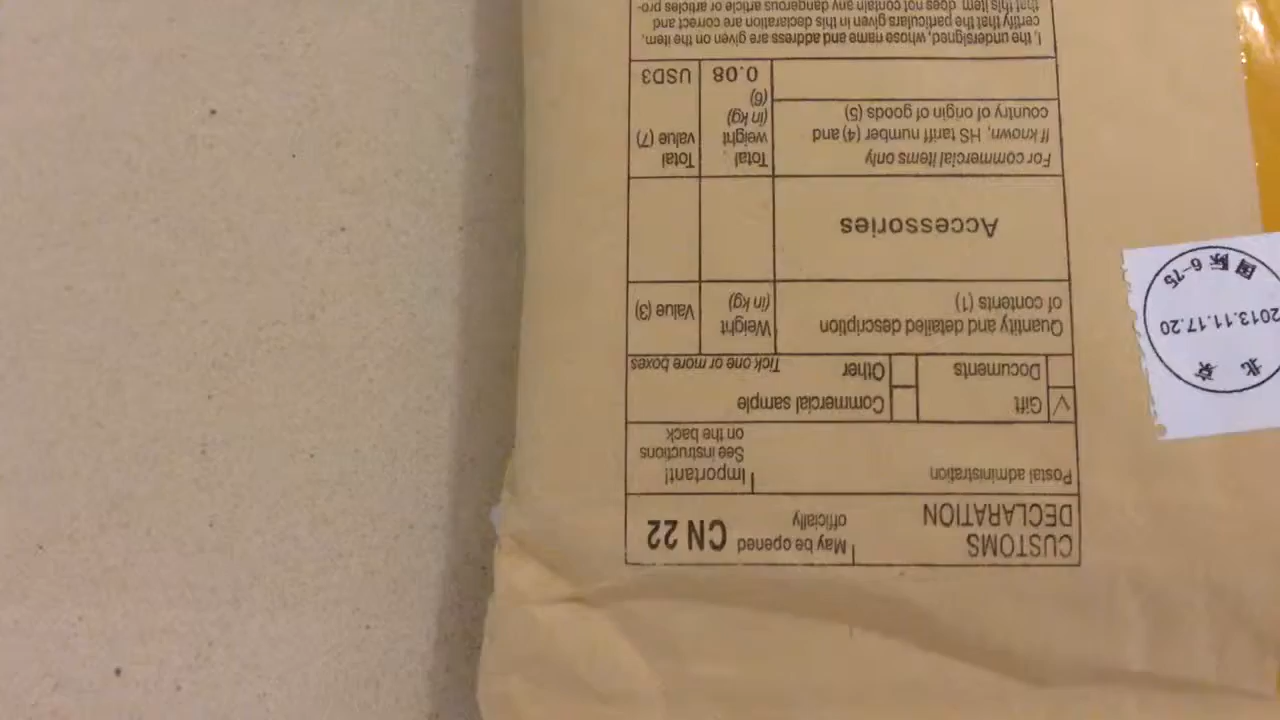 CUSTOMS
DECLARATION
May be opened
officially
CN 22
Postal administration
Important!
See instructions
on the back
√ Gift
Commercial sample
Documents
Other
Tick one or more boxes
Quantity and detailed description
of contents (1)
Weight
(in kg)
Value (3)
Accessories
For commercial items only
If known, HS tariff number (4) and
country of origin of goods (5)
Total
weight
(in kg)
(6)
0.08
Total
value (7)
USD3
I, the undersigned, whose name and address are given on the item,
certify that the particulars given in this declaration are correct and
that this item does not contain any dangerous article or articles pro-
北 京
2013.11.17.20
国际 6-75